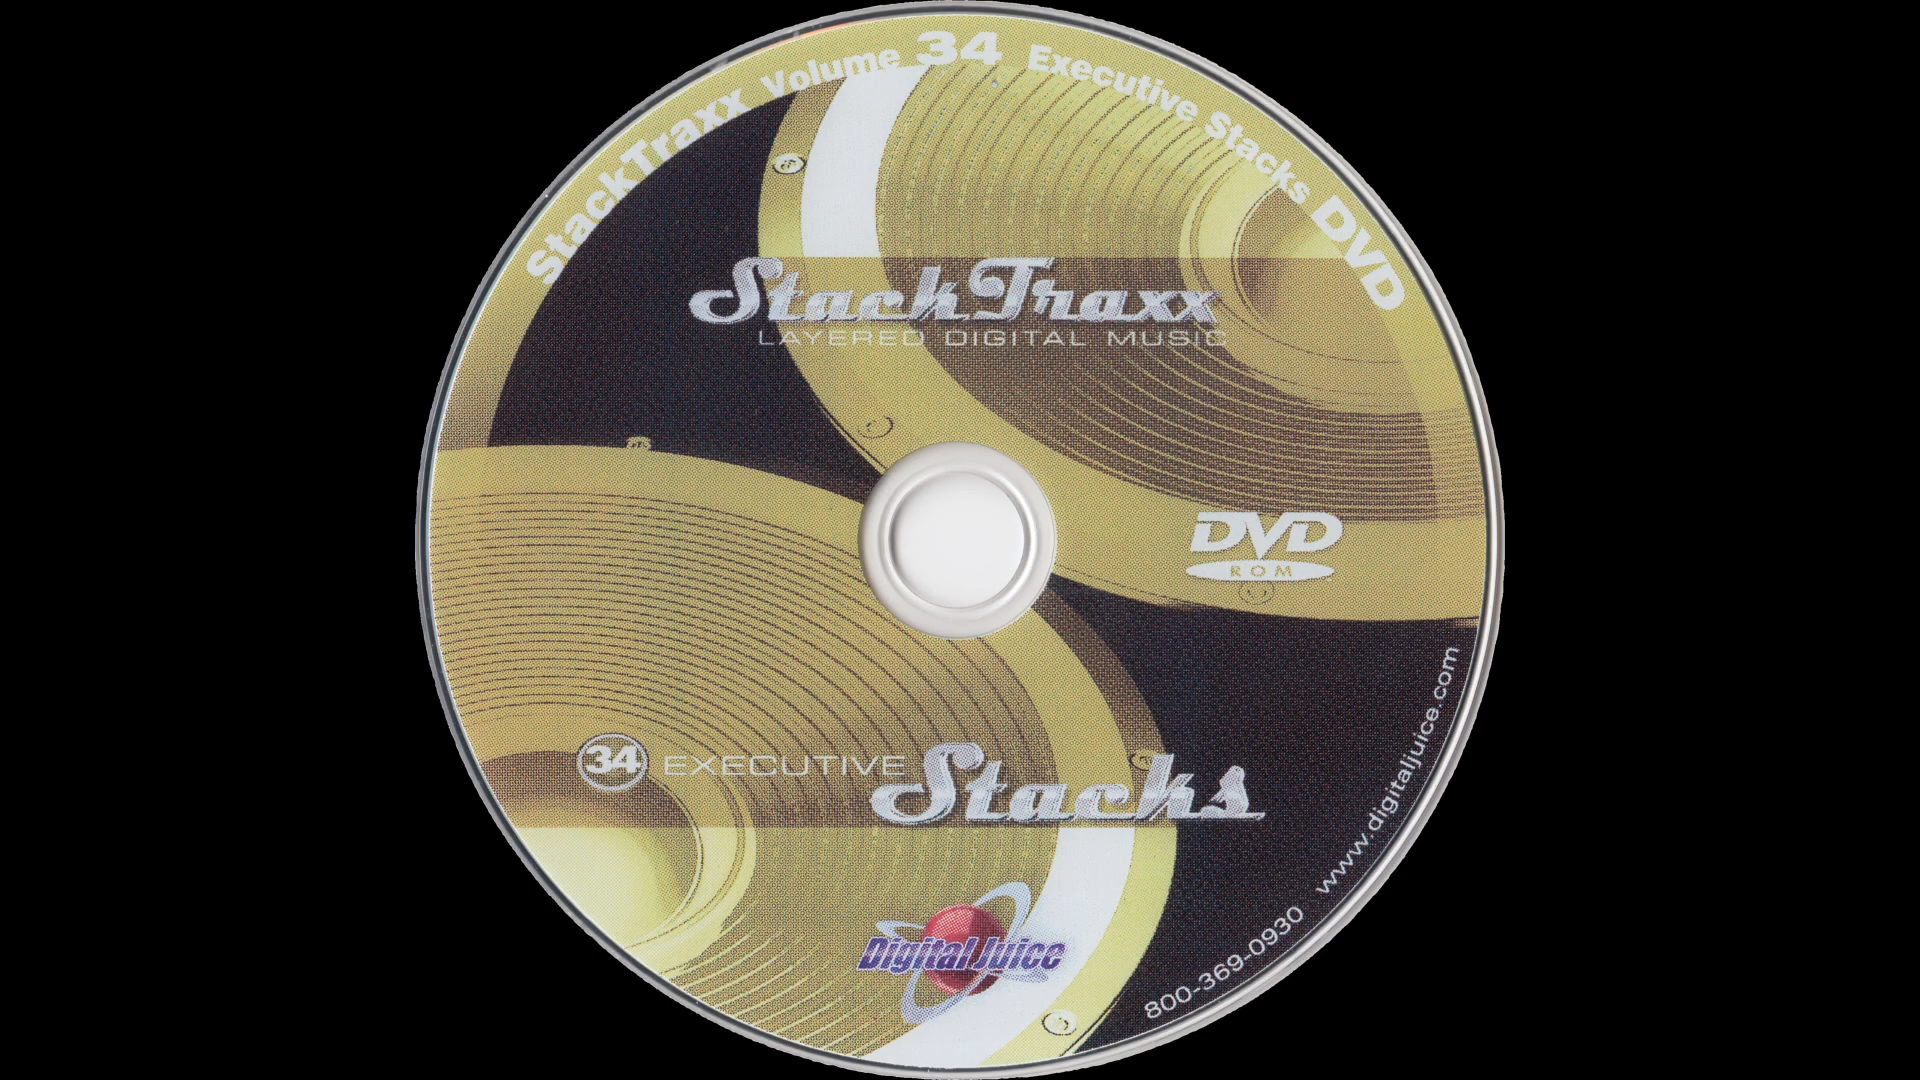 StackTraxx Volume 34 Executive Stacks DVD
StackTraxx
LAYERED DIGITAL MUSIC
DVD
ROM
34 EXECUTIVE Stacks
Digital Juice
800-369-0930 www.digitaljuice.com